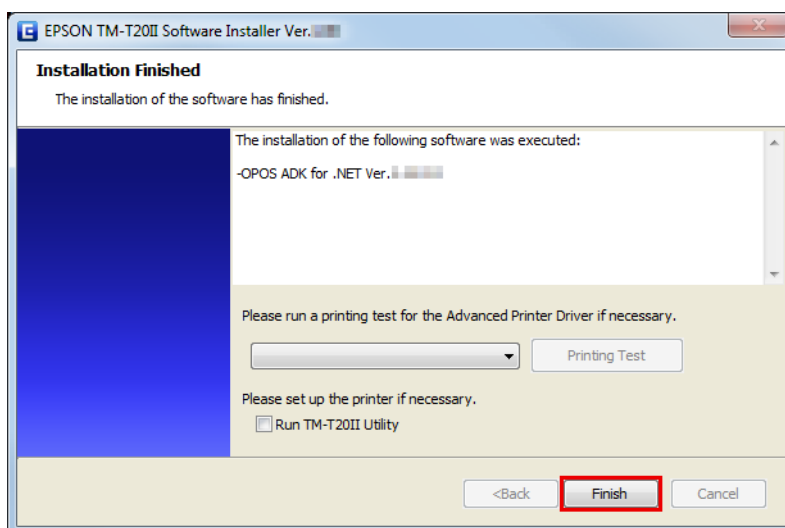 EPSON TM-T20II Software Installer Ver.
Installation Finished
The installation of the software has finished.
The installation of the following software was executed:
-OPOS ADK for .NET Ver.
Please run a printing test for the Advanced Printer Driver if necessary.
Printing Test
Please set up the printer if necessary.
Run TM-T20II Utility
<Back
Finish
Cancel